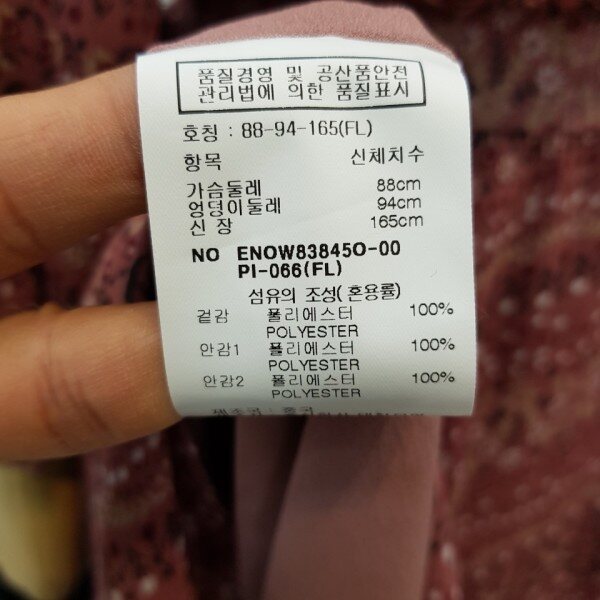 품질경영 및 공산품안전
관리법에 의한 품질표시
호칭 : 88-94-165(FL)
항목 신체치수
가슴둘레 88cm
엉덩이둘레 94cm
신 장 165cm
NO ENOW83845O-00
PI-066(FL)
섬유의 조성( 혼용률)
겉감 폴리에스터 100%
POLYESTER
안감1 폴리에스터 100%
POLYESTER
안감2 폴리에스터 100%
POLYESTER